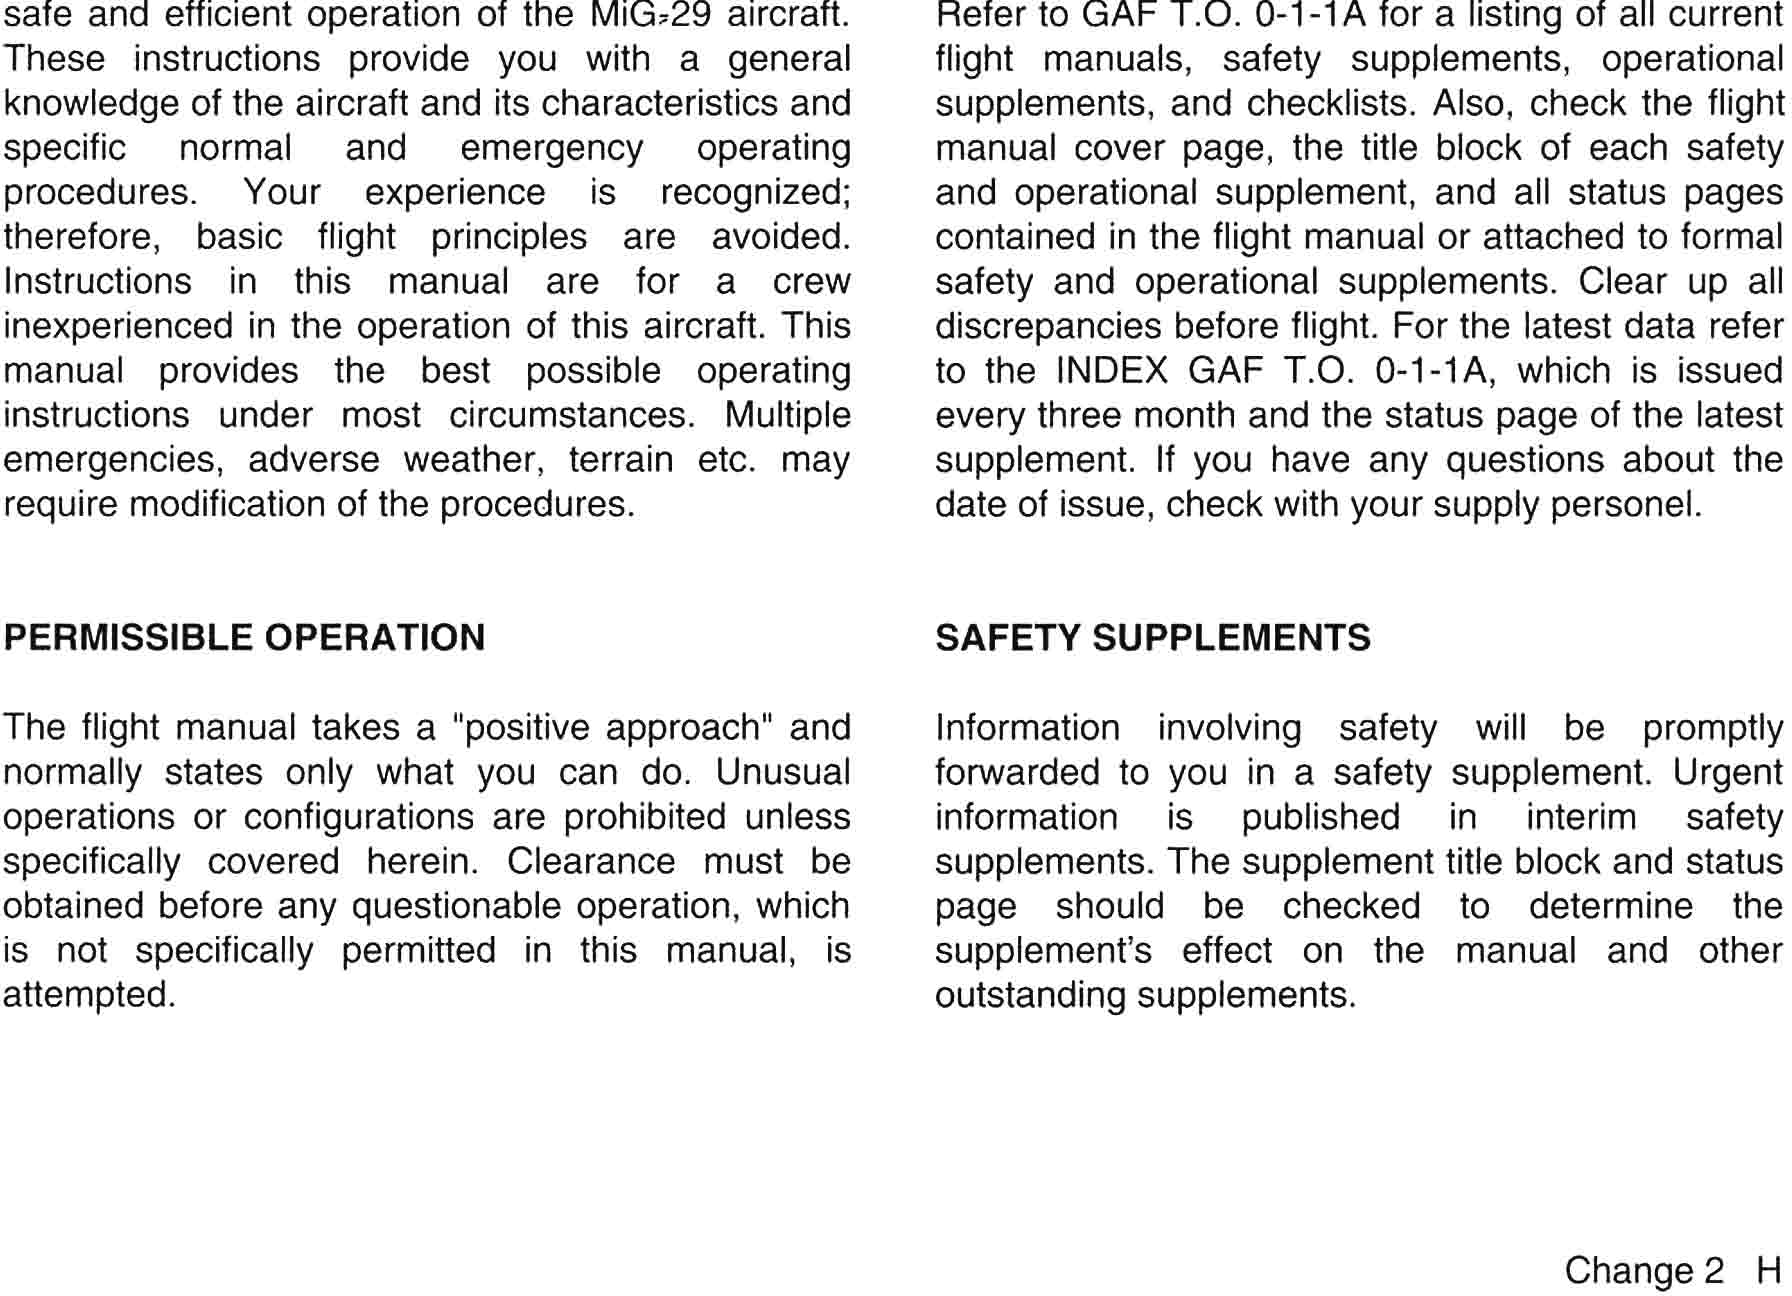 safe and efficient operation of the MiG-29 aircraft.
These instructions provide you with a general
knowledge of the aircraft and its characteristics and
specific normal and emergency operating
procedures. Your experience is recognized;
therefore, basic flight principles are avoided.
Instructions in this manual are for a crew
inexperienced in the operation of this aircraft. This
manual provides the best possible operating
instructions under most circumstances. Multiple
emergencies, adverse weather, terrain etc. may
require modification of the procedures.
PERMISSIBLE OPERATION
The flight manual takes a "positive approach" and
normally states only what you can do. Unusual
operations or configurations are prohibited unless
specifically covered herein. Clearance must be
obtained before any questionable operation, which
is not specifically permitted in this manual, is
attempted.
Refer to GAF T.O. 0-1-1A for a listing of all current
flight manuals, safety supplements, operational
supplements, and checklists. Also, check the flight
manual cover page, the title block of each safety
and operational supplement, and all status pages
contained in the flight manual or attached to formal
safety and operational supplements. Clear up all
discrepancies before flight. For the latest data refer
to the INDEX GAF T.O. 0-1-1A, which is issued
every three month and the status page of the latest
supplement. If you have any questions about the
date of issue, check with your supply personel.
SAFETY SUPPLEMENTS
Information involving safety will be promptly
forwarded to you in a safety supplement. Urgent
information is published in interim safety
supplements. The supplement title block and status
page should be checked to determine the
supplement's effect on the manual and other
outstanding supplements.
Change 2 H